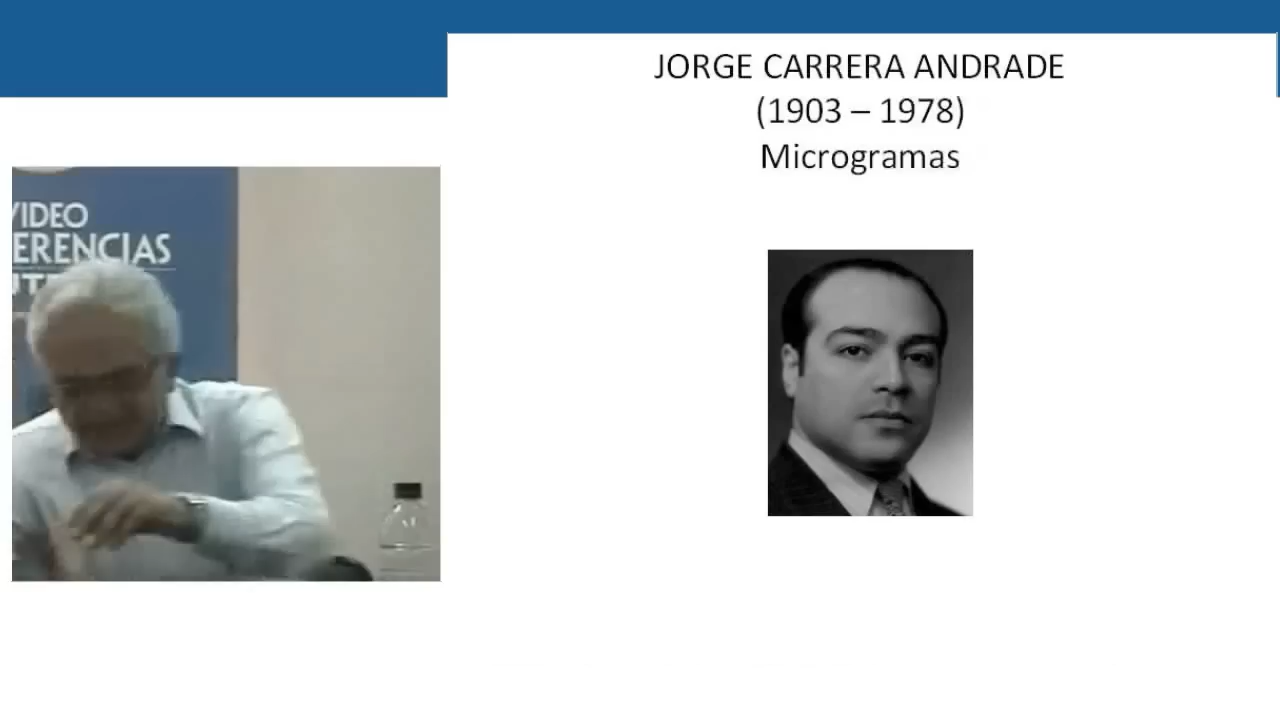 JORGE CARRERA ANDRADE
(1903 – 1978)
Microgramas
VIDEO
ERENCIAS